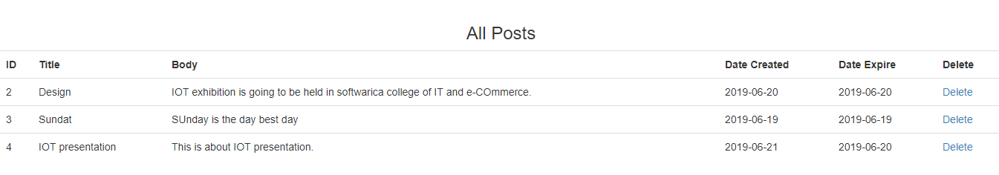 All Posts
ID Title Body Date Created Date Expire Delete
2 Design IOT exhibition is going to be held in softwarica college of IT and e-COmmerce. 2019-06-20 2019-06-20 Delete
3 Sundat SUnday is the day best day 2019-06-19 2019-06-19 Delete
4 IOT presentation This is about IOT presentation. 2019-06-21 2019-06-20 Delete